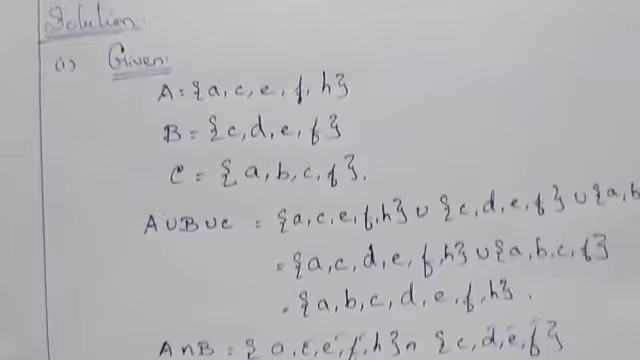 Solution.
(i) Given:
A = {a, c, e, f, h}
B = {c, d, e, f}
C = {a, b, c, f}.
A∪B∪C = {a, c, e, f, h} ∪ {c, d, e, f} ∪ {a, b
= {a, c, d, e, f, h} ∪ {a, b, c, f}
= {a, b, c, d, e, f, h}.
A∩B = {a, c, e, f, h} ∩ {c, d, e, f}